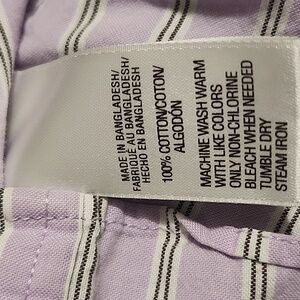 MADE IN BANGLADESH/
FABRIQUÉ AU BANGLADESH/
HECHO EN BANGLADESH
100% COTTON/COTON/
ALGODÓN
MACHINE WASH WARM
WITH LIKE COLORS
ONLY NON-CHLORINE
BLEACH WHEN NEEDED
TUMBLE DRY
STEAM IRON